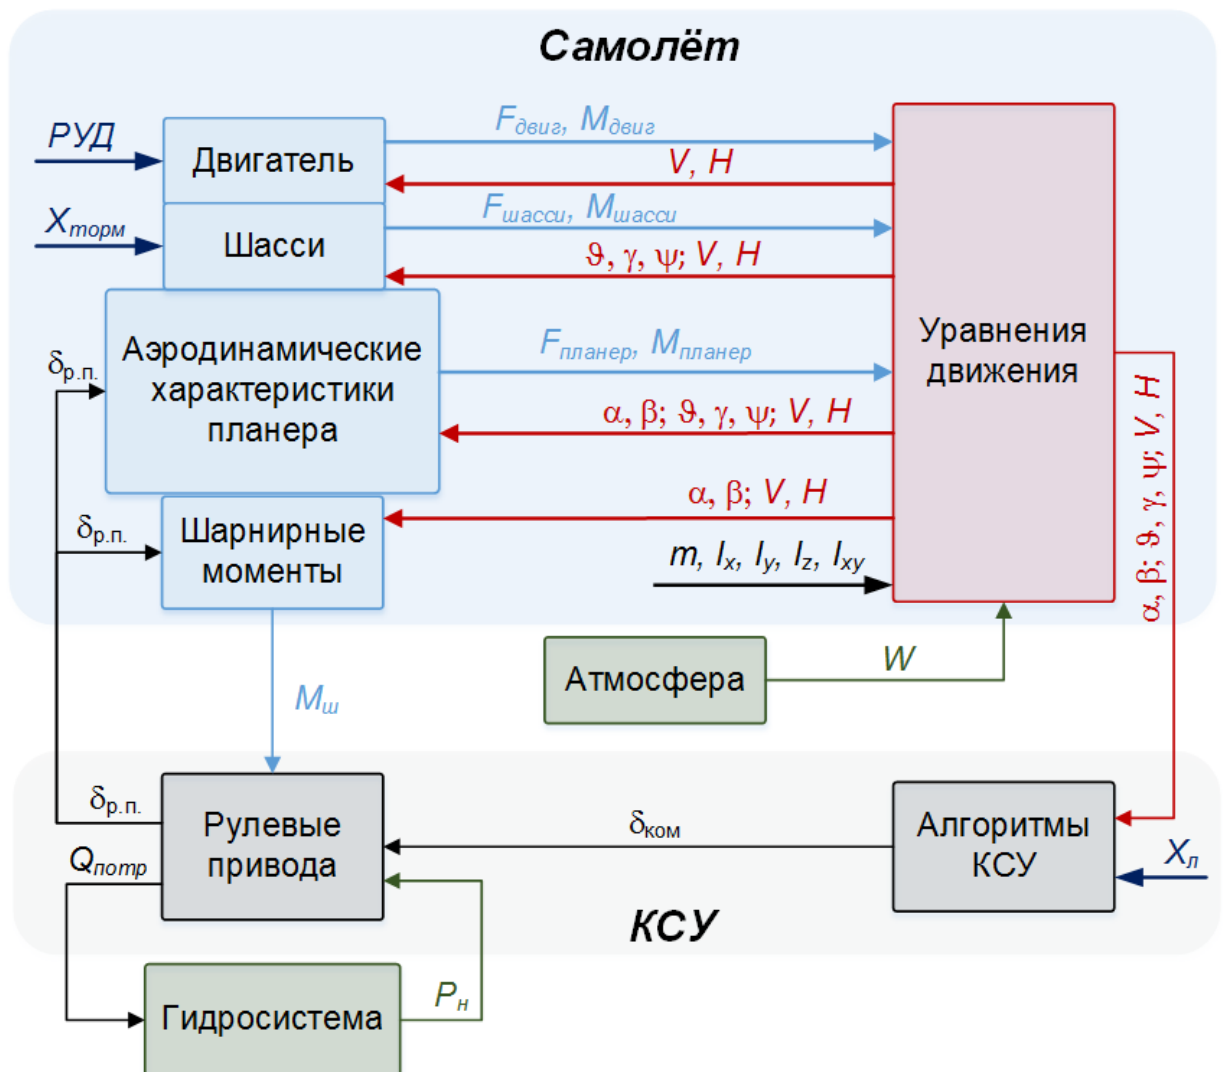 Самолёт
РУД
Двигатель
Fдвиг, Mдвиг
V, H
Xторм
Шасси
Fшасси, Mшасси
ϑ, γ, ψ; V, H
Аэродинамические
характеристики
планера
Fпланер, Mпланер
Уравнения
движения
δр.п.
α, β; ϑ, γ, ψ; V, H
α, β; V, H
α, β; ϑ, γ, ψ; V, H
δр.п.
Шарнирные
моменты
m, Ix, Iy, Iz, Ixy
Атмосфера
W
Mш
δр.п.
Рулевые
привода
δком
Алгоритмы
КСУ
Xл
Qпотр
КСУ
Гидросистема
Pн